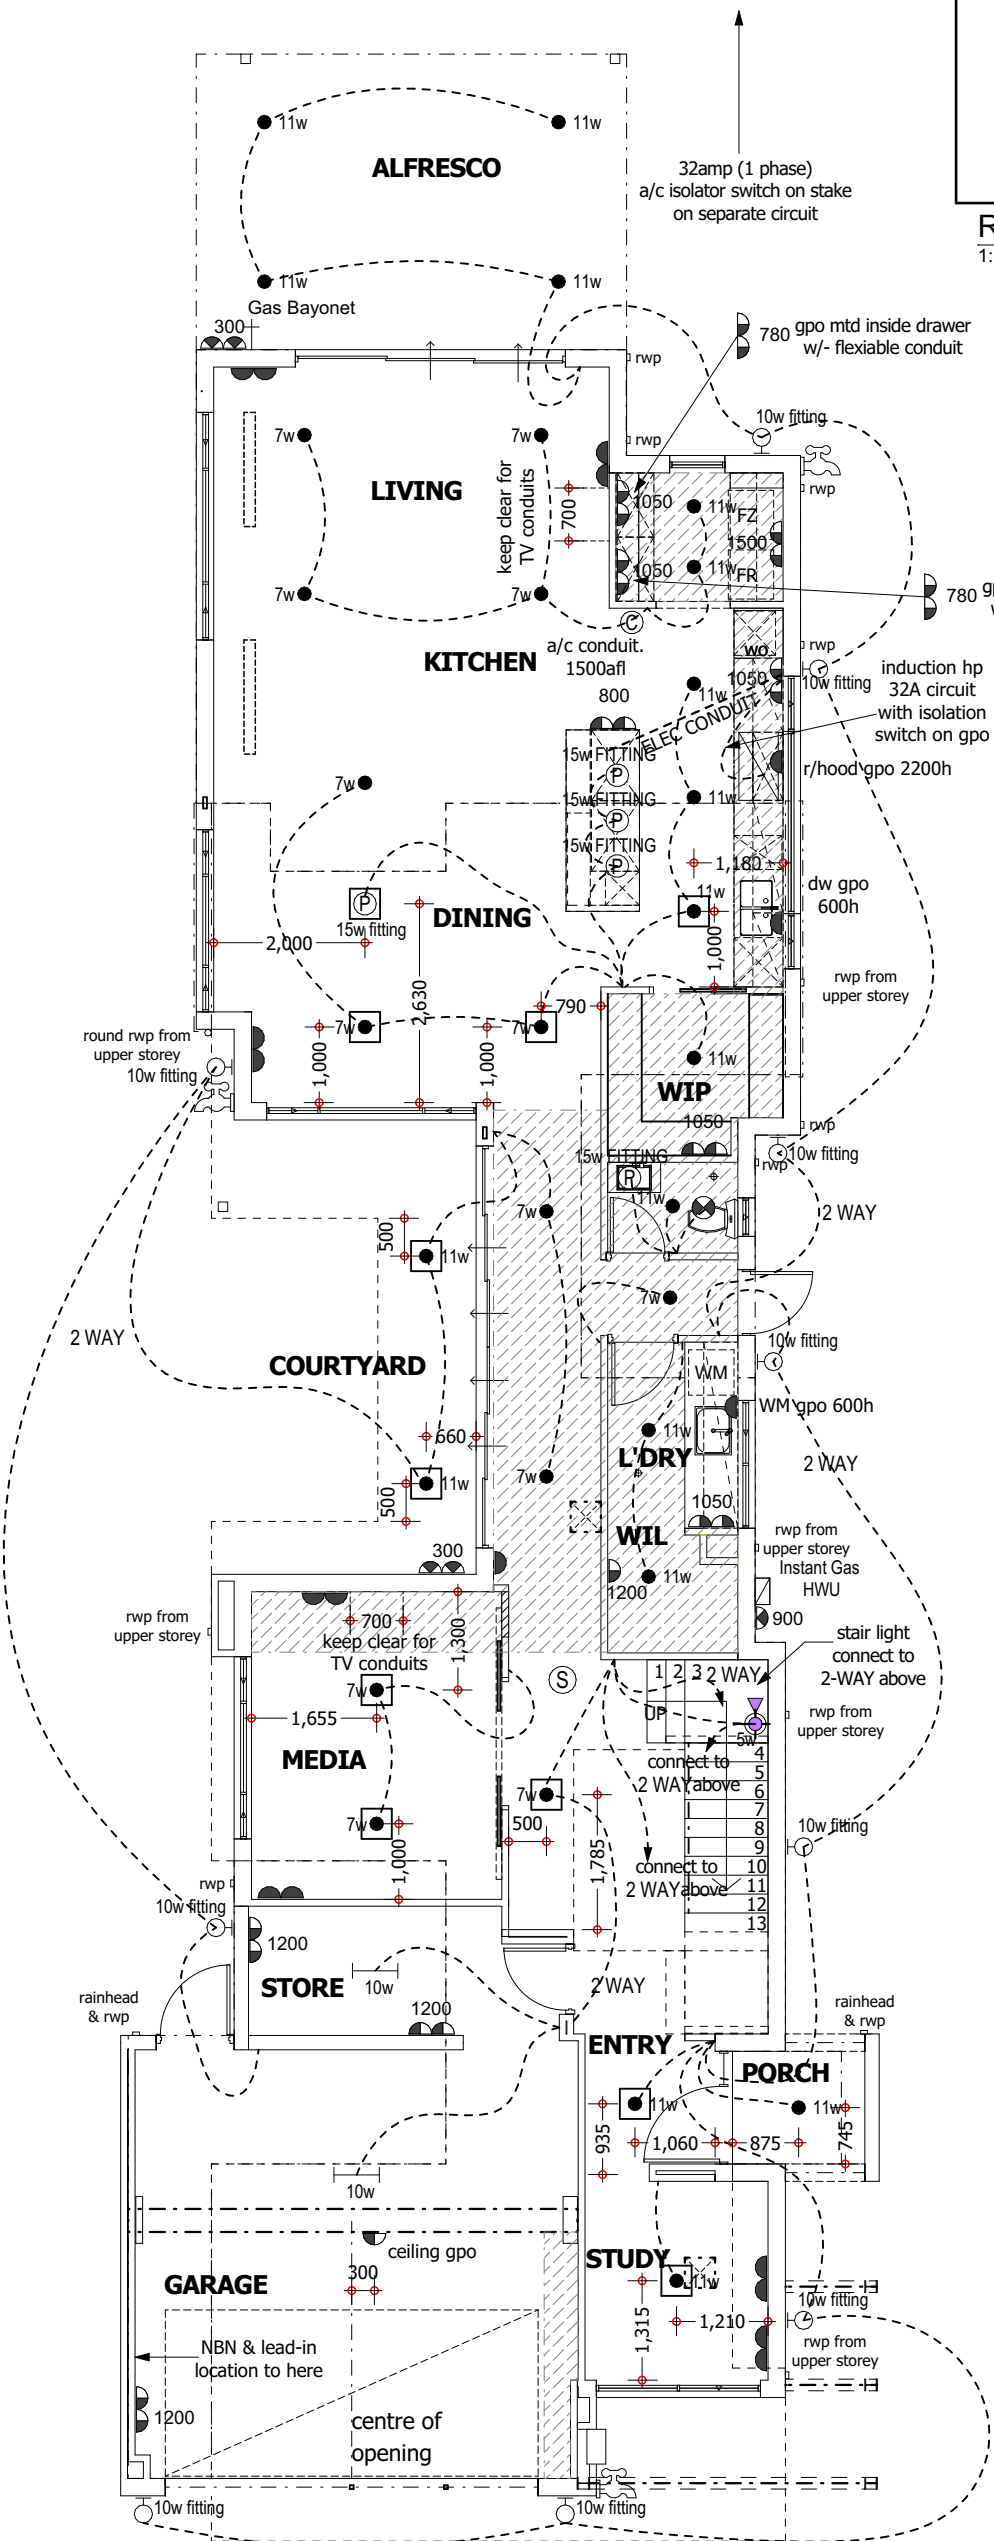 32amp (1 phase)
a/c isolator switch on stake
on separate circuit
R
1:
11w
11w
ALFRESCO
11w
11w
Gas Bayonet
300
rwp
780
gpo mtd inside drawer
w/- flexiable conduit
10w fitting
rwp
rwp
7w
7w
LIVING
keep clear for
TV conduits
700
1050
11w
FZ
1500
1050
11w
FR
7w
7w
780
a/c conduit.
1500afl
C
KITCHEN
wo
rwp
1050
10w fitting
11w
induction hp
32A circuit
with isolation
switch on gpo
ELEC CONDUIT
800
15w FITTING
P
r/hood gpo 2200h
7w
15w FITTING
P
11w
15w FITTING
P
1,180
11w
dw gpo
600h
P
15w fitting
DINING
2,000
2,630
1,000
790
rwp from
upper storey
round rwp from
upper storey
10w fitting
7w
7w
1,000
1,000
11w
WIP
1050
rwp
10w fitting
rwp
15w FITTING
R
11w
2 WAY
7w
500
11w
7w
10w fitting
2 WAY
COURTYARD
WM
WM gpo 600h
660
11w
L'DRY
2 WAY
7w
11w
500
1050
WIL
rwp from
upper storey
Instant Gas
HWU
300
11w
1200
900
rwp from
upper storey
700
keep clear for
TV conduits
1,300
stair light
connect to
2-WAY above
S
1 2 3
2 WAY
UP
7w
1,655
5w
rwp from
upper storey
MEDIA
connect to
2 WAY above
4
5
6
7
8
9
10
11
12
13
7w
7w
500
1,785
1,000
10w fitting
connect to
2 WAY above
rwp
10w fitting
1200
STORE
10w
2 WAY
1200
rainhead
& rwp
rainhead
& rwp
ENTRY
PORCH
11w
11w
935
1,060
875
745
10w
ceiling gpo
STUDY
300
GARAGE
11w
10w fitting
1,315
1,210
rwp from
upper storey
NBN & lead-in
location to here
1200
centre of
opening
10w fitting
10w fitting